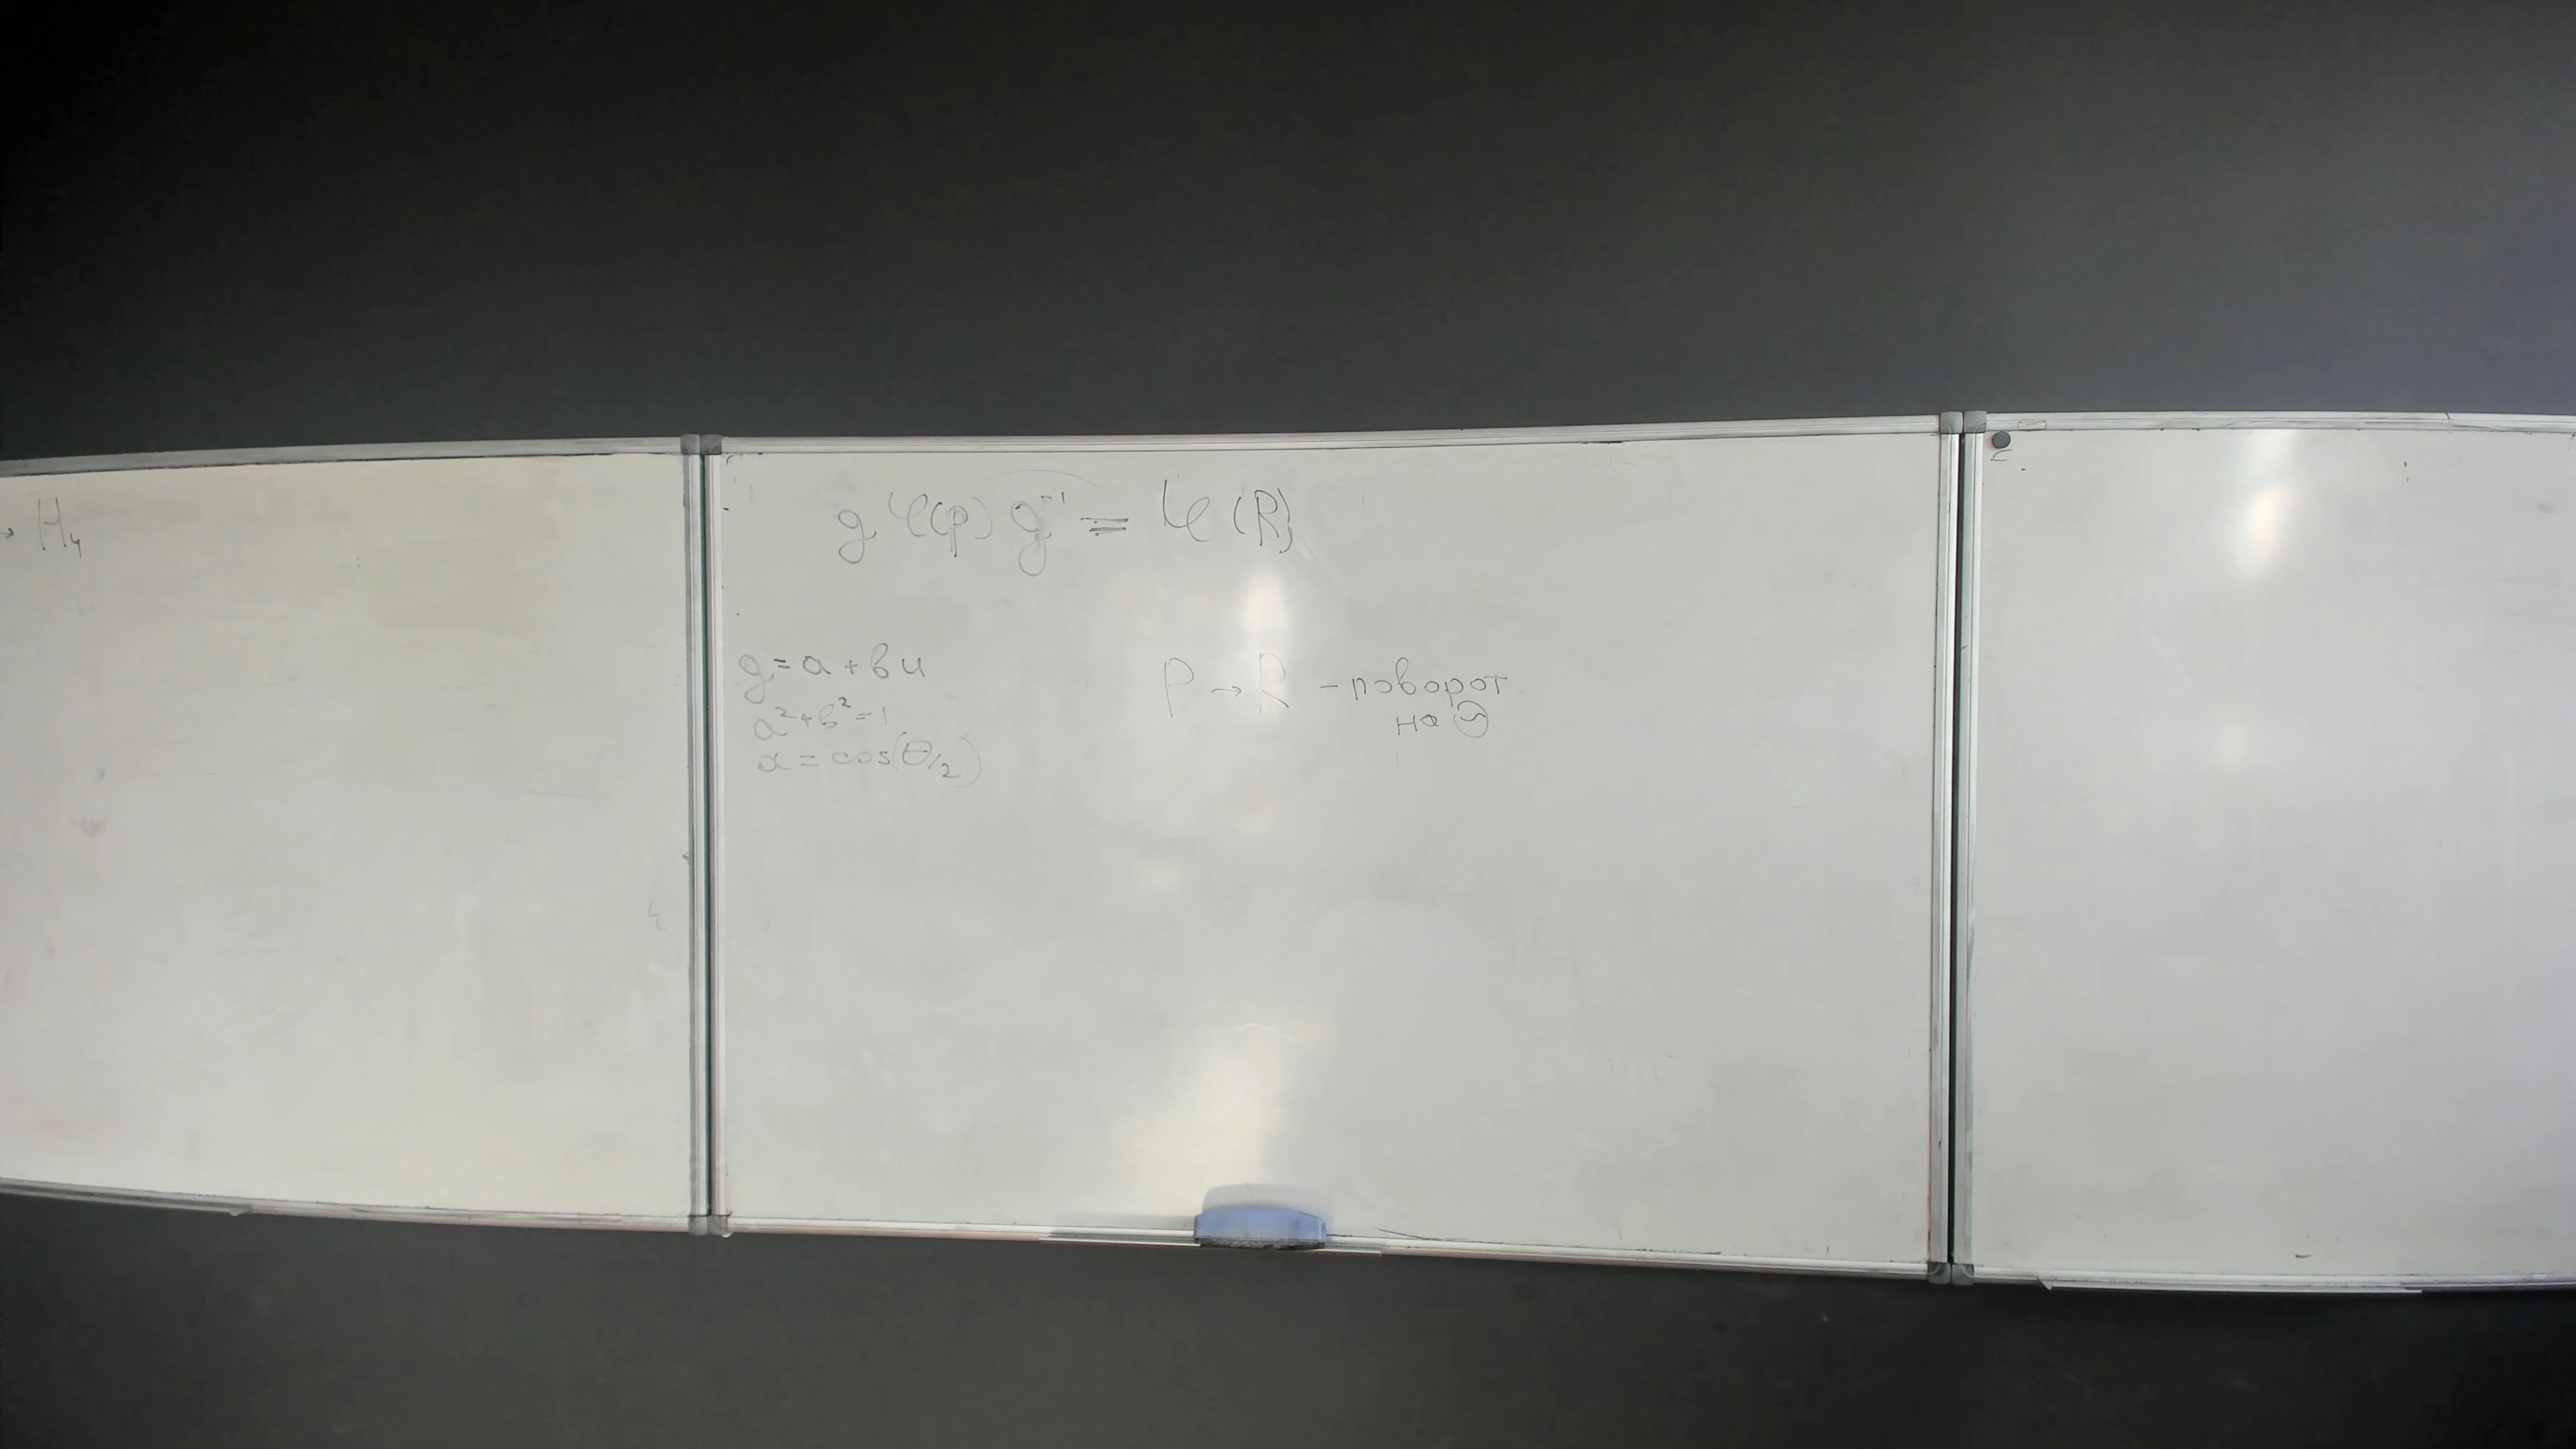 → H₄
g φ(p) g⁻¹ = φ(R)
g = a + bu
a² + b² = 1
a = cos(θ/2)
P → R – поворот
на θ